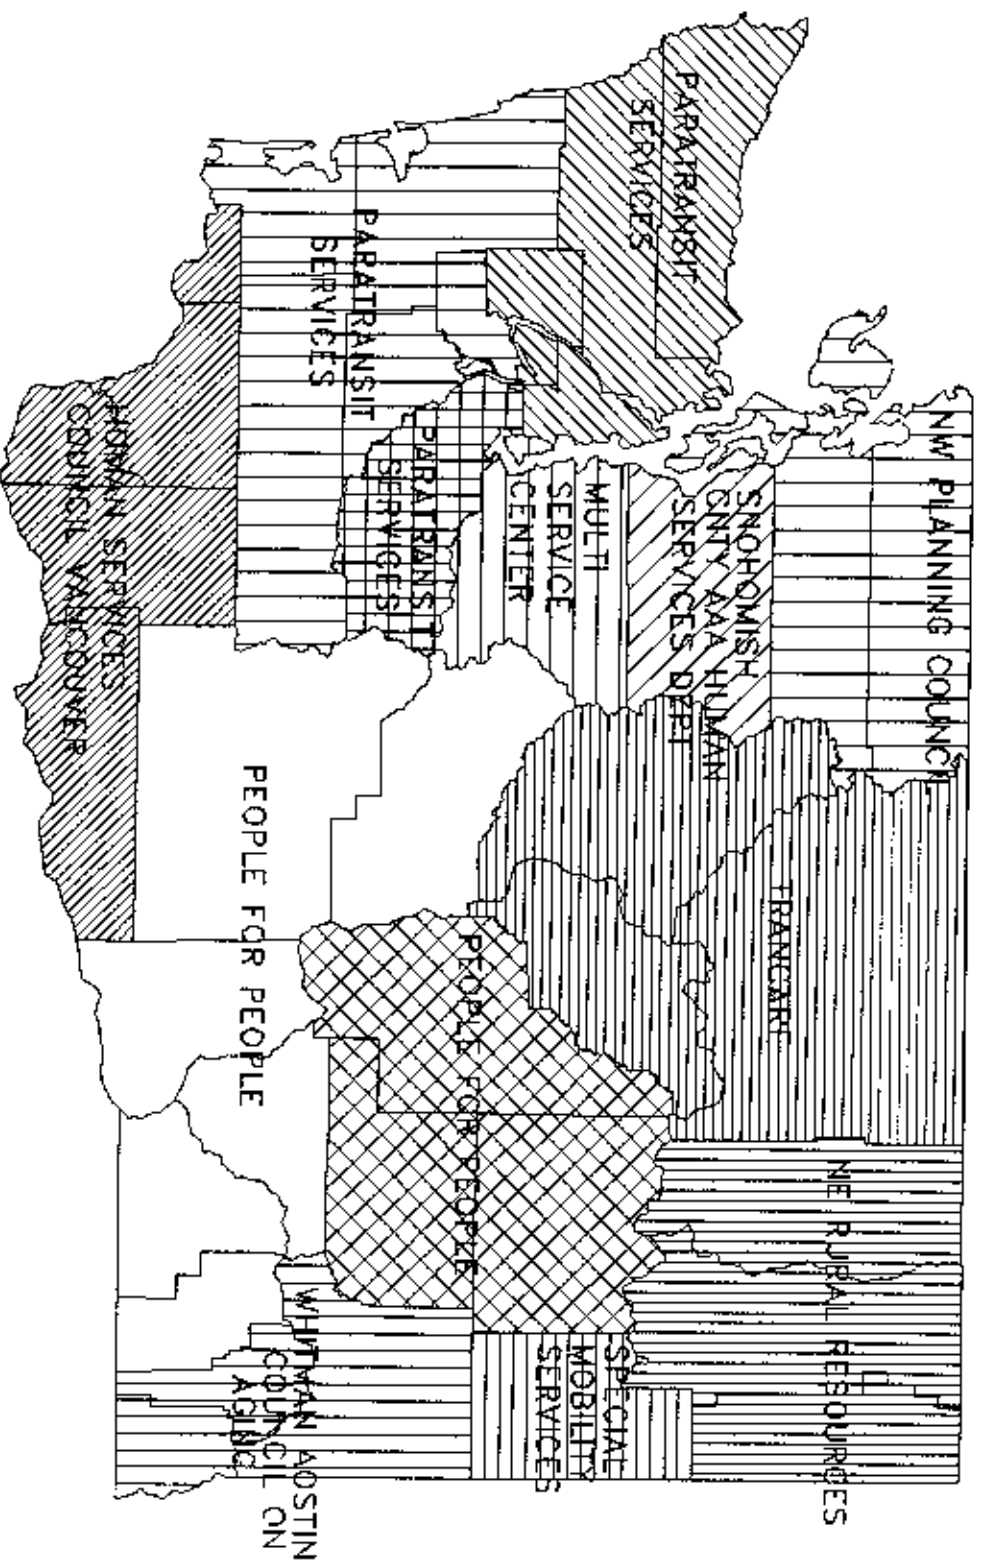 NW PLANNING COUNCIL
SNOHOMISH
CNTY AAA HUMAN
SERVICES DEPT
MULTI
SERVICE
CENTER
PARATRANSIT
SERVICES
PARATRANSIT
SERVICES
PARATRANSIT
SERVICES
HUMAN SERVICES
COUNCIL VANCOUVER
TRANCARE
PEOPLE FOR PEOPLE
PEOPLE FOR PEOPLE
NE RURAL RESOURCES
SPECIAL
MOBILITY
SERVICES
WHITMAN AOSTIN
COUNCIL ON
AGING